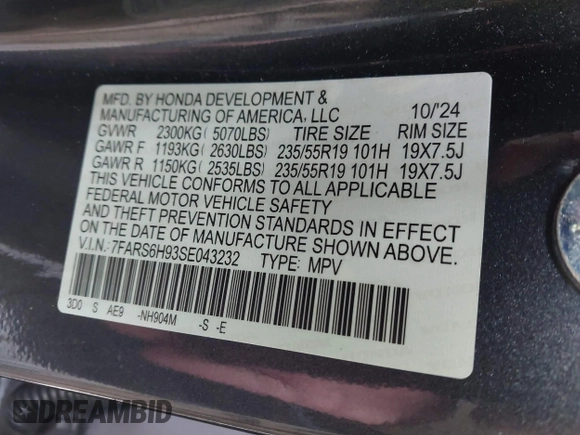 MFD. BY HONDA DEVELOPMENT &
MANUFACTURING OF AMERICA, LLC 10/'24
GVWR 2300KG( 5070LBS) TIRE SIZE RIM SIZE
GAWR F 1193KG( 2630LBS) 235/55R19 101H 19X7.5J
GAWR R 1150KG( 2535LBS) 235/55R19 101H 19X7.5J
THIS VEHICLE CONFORMS TO ALL APPLICABLE
FEDERAL MOTOR VEHICLE SAFETY
AND THEFT PREVENTION STANDARDS IN EFFECT
ON THE DATE OF MANUFACTURE SHOWN ABOVE.
V.I.N.:7FARS6H93SE043232 TYPE: MPV
3D0 S AE9 -NH904M -S -E
DREAMBID